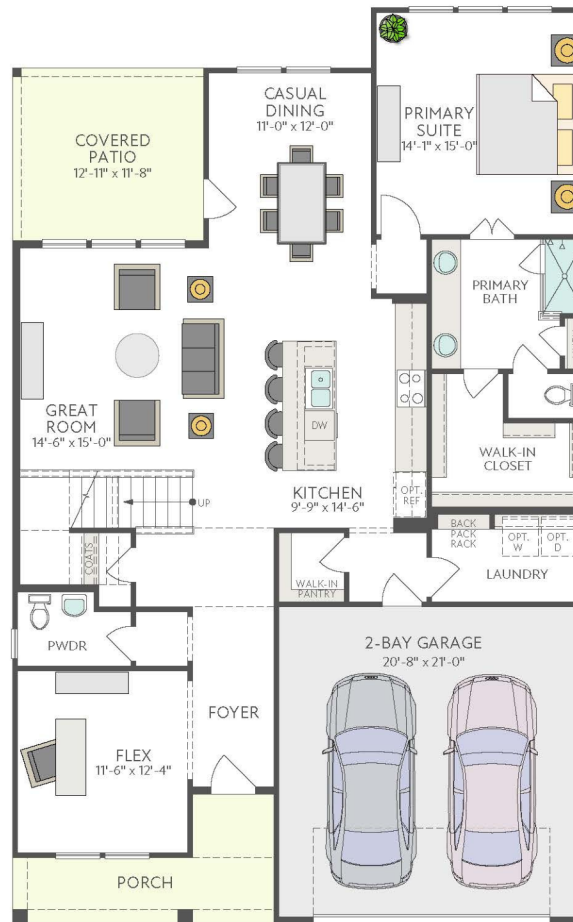 CASUAL
DINING
11'-0" x 12'-0"
PRIMARY
SUITE
14'-1" x 15'-0"
COVERED
PATIO
12'-11" x 11'-8"
PRIMARY
BATH
GREAT
ROOM
14'-6" x 15'-0"
DW
WALK-IN
CLOSET
KITCHEN
9'-9" x 14'-6"
OPT.
REF
UP
BACK
PACK
RACK
OPT.
W
OPT.
D
LAUNDRY
COATS
WALK-IN
PANTRY
PWDR
2-BAY GARAGE
20'-8" x 21'-0"
FOYER
FLEX
11'-6" x 12'-4"
PORCH